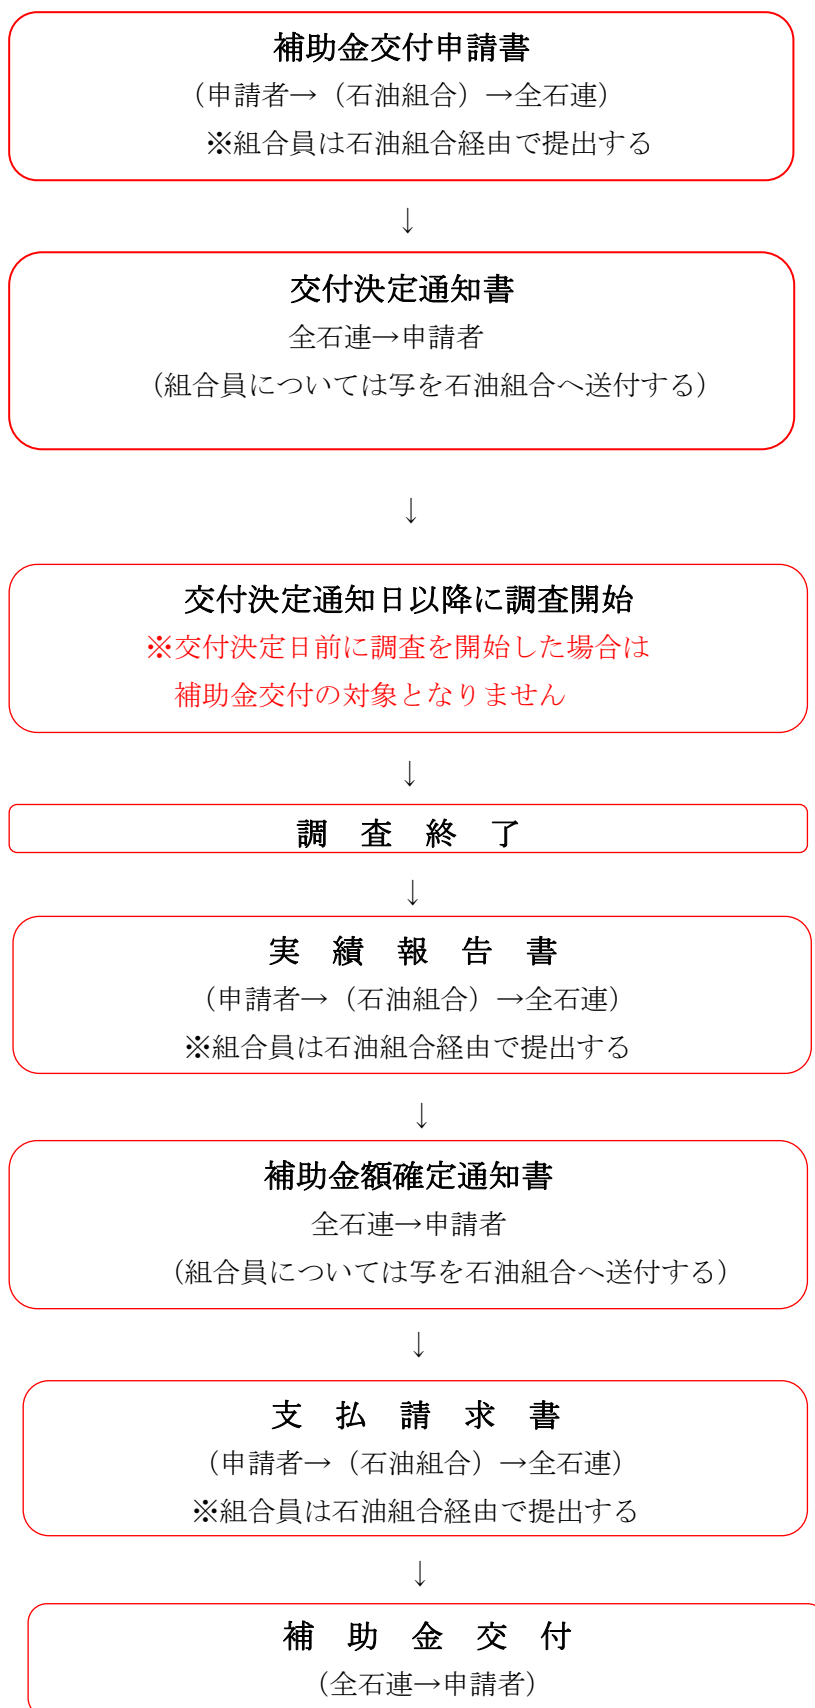 補助金交付申請書
（申請者→（石油組合）→全石連）
※組合員は石油組合経由で提出する
↓
交付決定通知書
全石連→申請者
（組合員については写を石油組合へ送付する）
↓
交付決定通知日以降に調査開始
※交付決定日前に調査を開始した場合は
補助金交付の対象となりません
↓
調　査　終　了
↓
実　績　報　告　書
（申請者→（石油組合）→全石連）
※組合員は石油組合経由で提出する
↓
補助金額確定通知書
全石連→申請者
（組合員については写を石油組合へ送付する）
↓
支　払　請　求　書
（申請者→（石油組合）→全石連）
※組合員は石油組合経由で提出する
↓
補　助　金　交　付
（全石連→申請者）